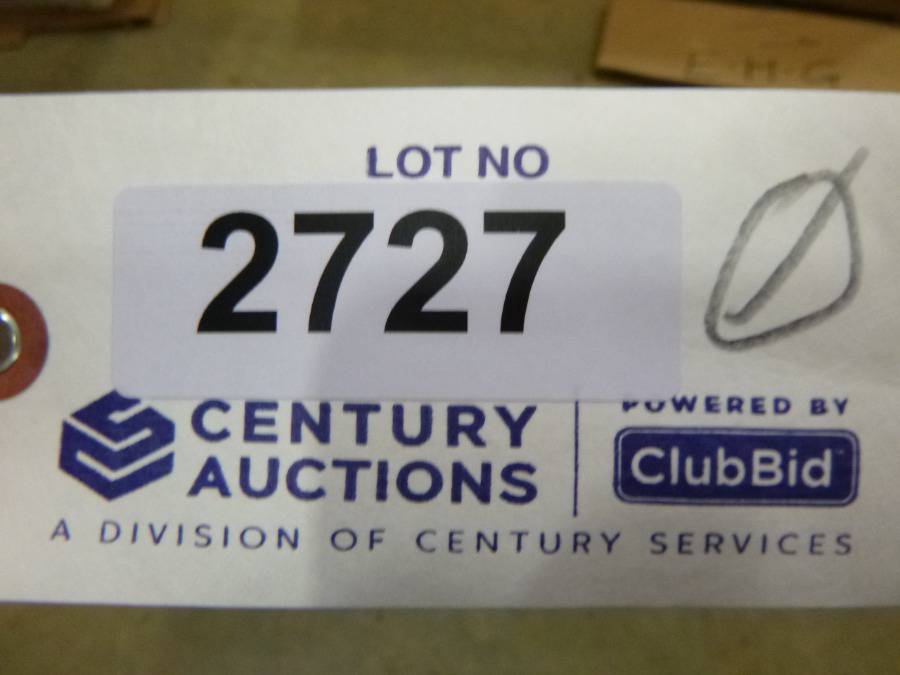 LOT NO
2727
CENTURY
AUCTIONS
POWERED BY
ClubBid
A DIVISION OF CENTURY SERVICES